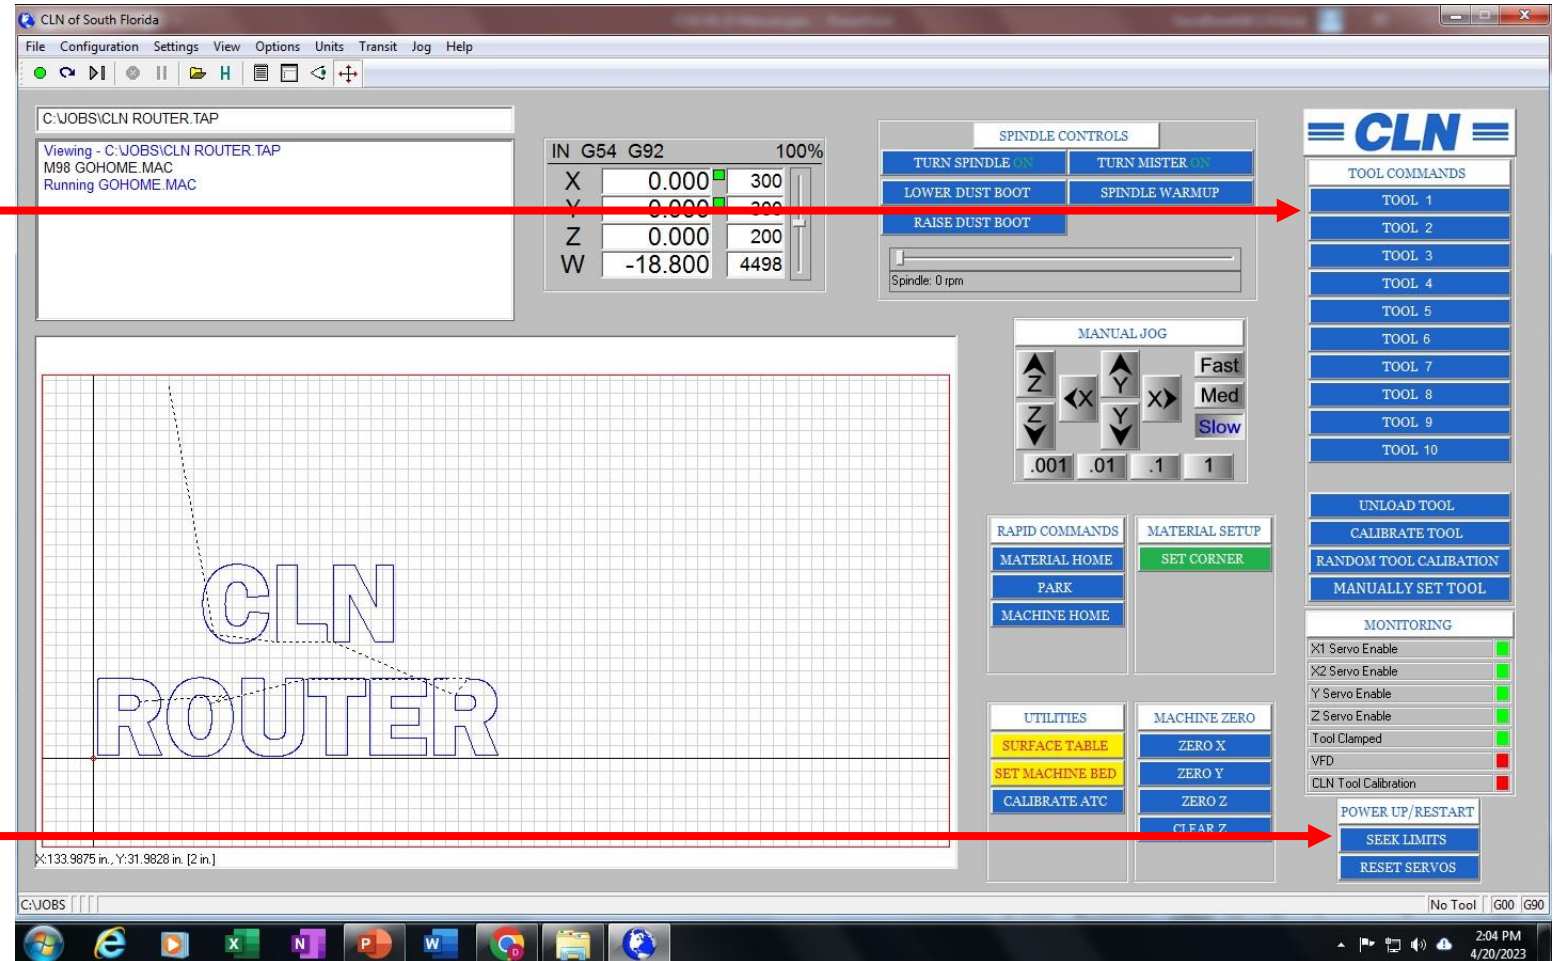 CLN of South Florida
File Configuration Settings View Options Units Transit Jog Help
H
C:\JOBS\CLN ROUTER.TAP
Viewing - C:\JOBS\CLN ROUTER.TAP
M98 GOHOME.MAC
Running GOHOME.MAC
IN G54 G92 100%
X 0.000 300
Y 0.000 300
Z 0.000 200
W -18.800 4498
SPINDLE CONTROLS
TURN SPINDLE ON TURN MISTER ON
LOWER DUST BOOT SPINDLE WARMUP
RAISE DUST BOOT
Spindle: 0 rpm
CLN
TOOL COMMANDS
TOOL 1
TOOL 2
TOOL 3
TOOL 4
TOOL 5
TOOL 6
TOOL 7
TOOL 8
TOOL 9
TOOL 10
UNLOAD TOOL
CALIBRATE TOOL
RANDOM TOOL CALIBATION
MANUALLY SET TOOL
MANUAL JOG
Z Y Fast
<X X> Med
Z Y Slow
.001 .01 .1 1
RAPID COMMANDS
MATERIAL HOME
PARK
MACHINE HOME
MATERIAL SETUP
SET CORNER
CLN
ROUTER
UTILITIES
SURFACE TABLE
SET MACHINE BED
CALIBRATE ATC
MACHINE ZERO
ZERO X
ZERO Y
ZERO Z
CLEAR Z
MONITORING
X1 Servo Enable
X2 Servo Enable
Y Servo Enable
Z Servo Enable
Tool Clamped
VFD
CLN Tool Calibration
POWER UP/RESTART
SEEK LIMITS
RESET SERVOS
X:133.9875 in., Y:31.9828 in. [2 in.]
C:\JOBS No Tool G00 G90
2:04 PM
4/20/2023